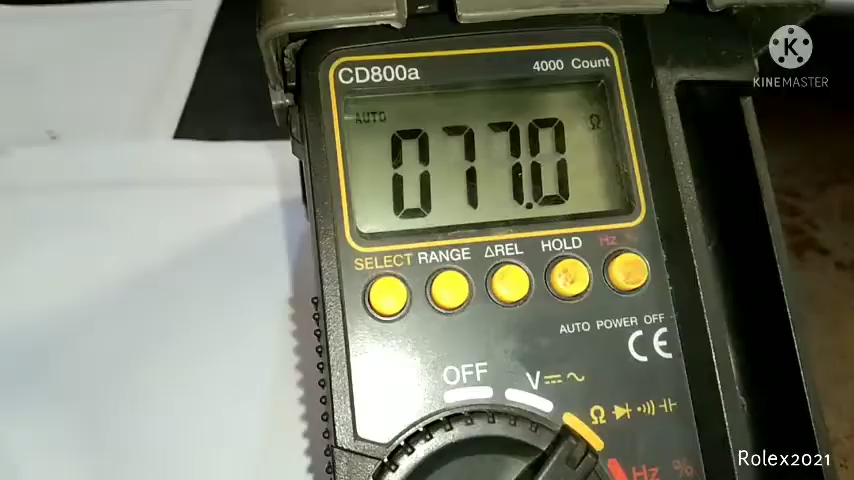 KINEMASTER
CD800a
4000 Count
AUTO
077.0 Ω
SELECT RANGE ΔREL HOLD Hz
AUTO POWER OFF
CE
OFF
V
Ω
Hz %
Rolex2021